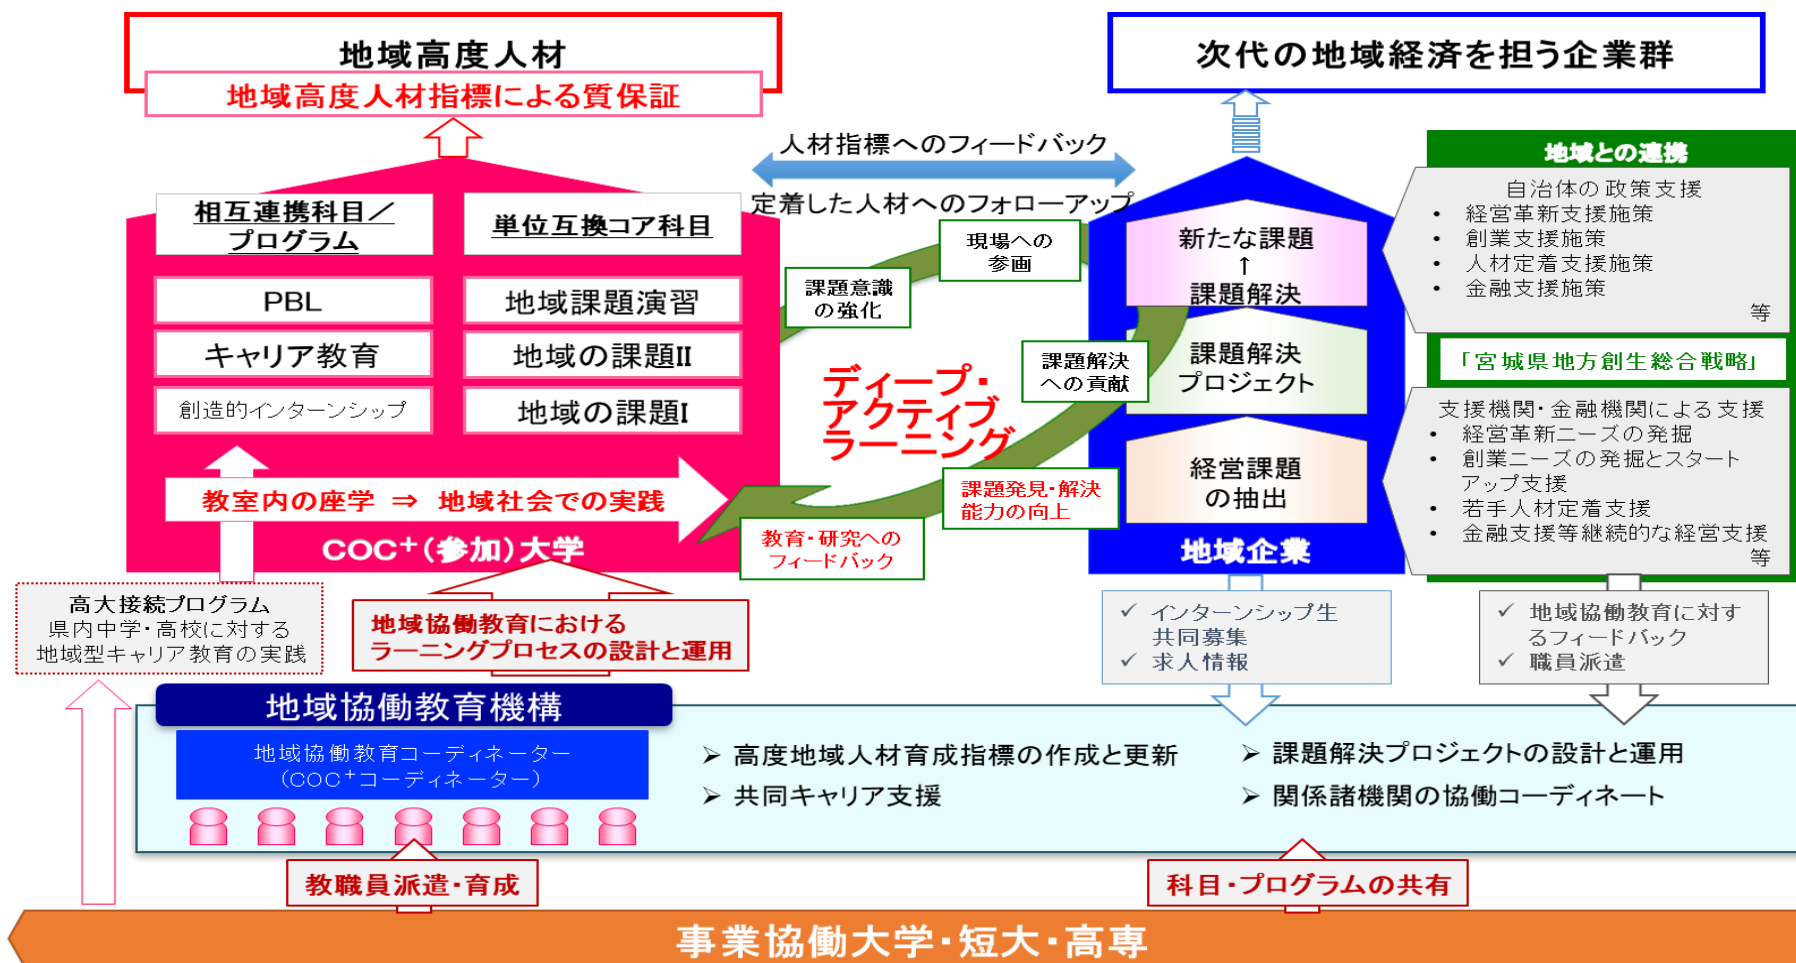 地域高度人材
地域高度人材指標による質保証
次代の地域経済を担う企業群
人材指標へのフィードバック
定着した人材へのフォローアップ
相互連携科目／
プログラム
単位互換コア科目
PBL
地域課題演習
キャリア教育
地域の課題II
創造的インターンシップ
地域の課題I
教室内の座学 ⇒ 地域社会での実践
COC⁺(参加)大学
現場への
参画
課題意識
の強化
ディープ・
アクティブ
ラーニング
課題解決
への貢献
課題発見・解決
能力の向上
教育・研究への
フィードバック
新たな課題
↑
課題解決
課題解決
プロジェクト
経営課題
の抽出
地域企業
地域との連携
自治体の政策支援
• 経営革新支援施策
• 創業支援施策
• 人材定着支援施策
• 金融支援施策
等
「宮城県地方創生総合戦略」
支援機関・金融機関による支援
• 経営革新ニーズの発掘
• 創業ニーズの発掘とスタート
アップ支援
• 若手人材定着支援
• 金融支援等継続的な経営支援
等
高大接続プログラム
県内中学・高校に対する
地域型キャリア教育の実践
地域協働教育における
ラーニングプロセスの設計と運用
✓ インターンシップ生
共同募集
✓ 求人情報
✓ 地域協働教育に対す
るフィードバック
✓ 職員派遣
地域協働教育機構
地域協働教育コーディネーター
(COC⁺コーディネーター)
➢ 高度地域人材育成指標の作成と更新
➢ 共同キャリア支援
➢ 課題解決プロジェクトの設計と運用
➢ 関係諸機関の協働コーディネート
教職員派遣・育成
科目・プログラムの共有
事業協働大学・短大・高専